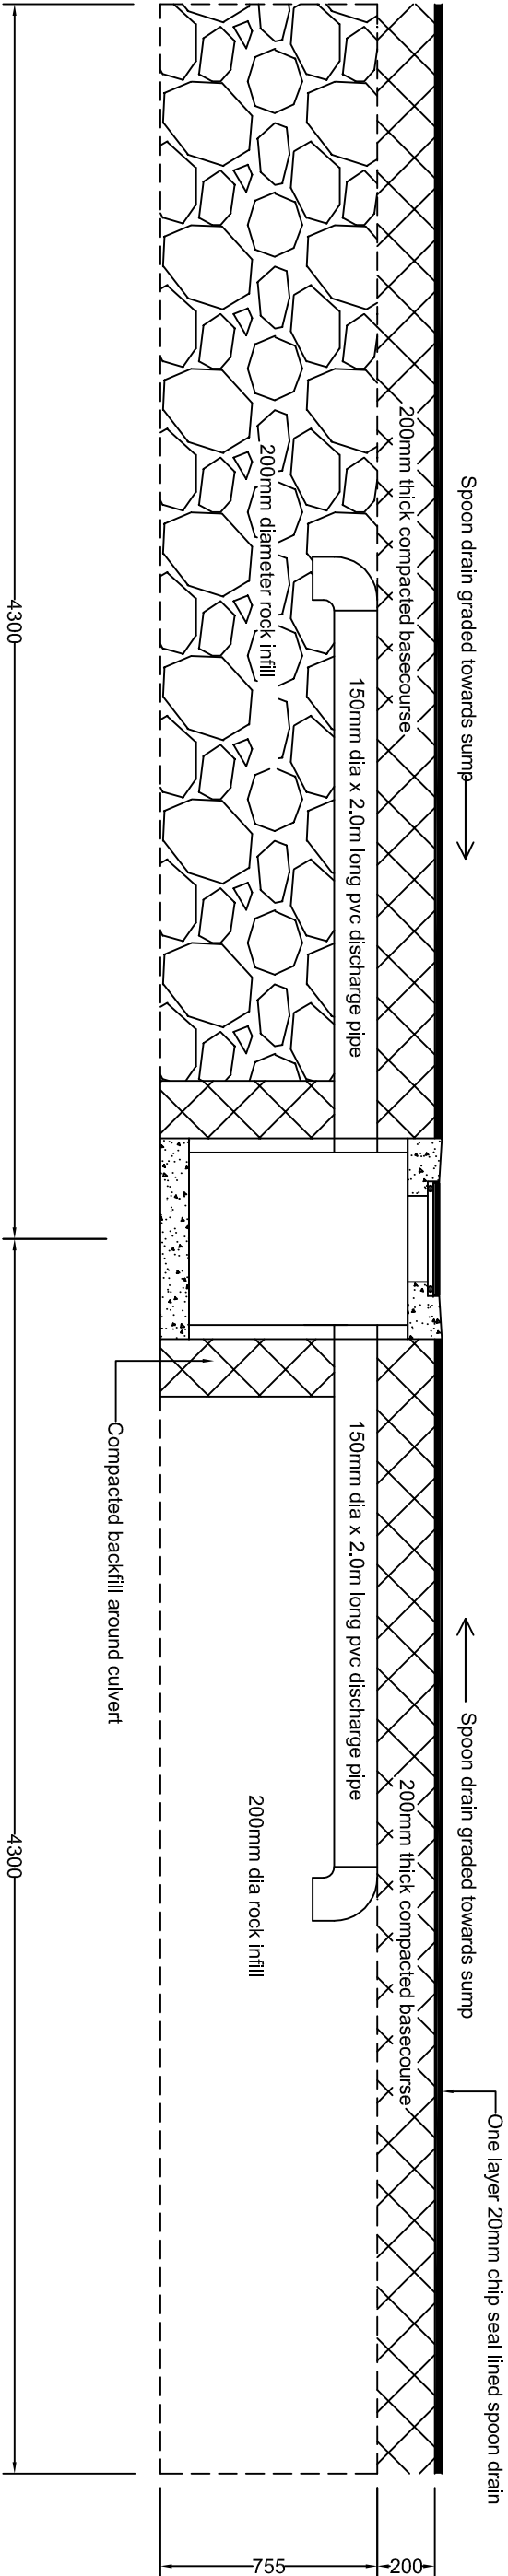 Spoon drain graded towards sump
Spoon drain graded towards sump
One layer 20mm chip seal lined spoon drain
200mm thick compacted basecourse
200mm thick compacted basecourse
200
150mm dia x 2.0m long pvc discharge pipe
150mm dia x 2.0m long pvc discharge pipe
200mm diameter rock infill
200mm dia rock infill
755
Compacted backfill around culvert
4300
4300